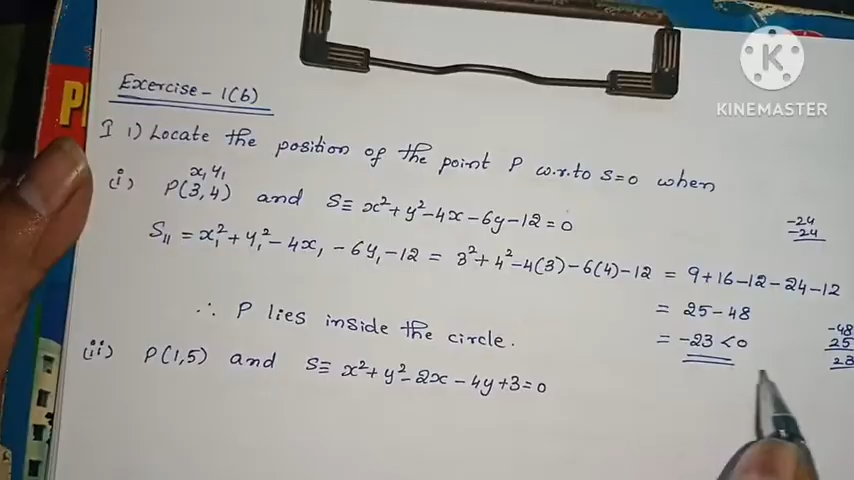 K
KINEMASTER
P
Exercise - 1(b)
I 1) Locate the position of the point P w.r.to S=0 when
x₁ y₁
(i) P(3,4) and S≡ x²+y²-4x-6y-12=0
-24
-24
S₁₁ = x₁²+y₁²-4x₁-6y₁-12 = 3²+4²-4(3)-6(4)-12 = 9+16-12-24-12
= 25-48
-48
25
23
∴ P lies inside the circle.
= -23 <0
(ii) P(1,5) and S≡ x²+y²-2x-4y+3=0